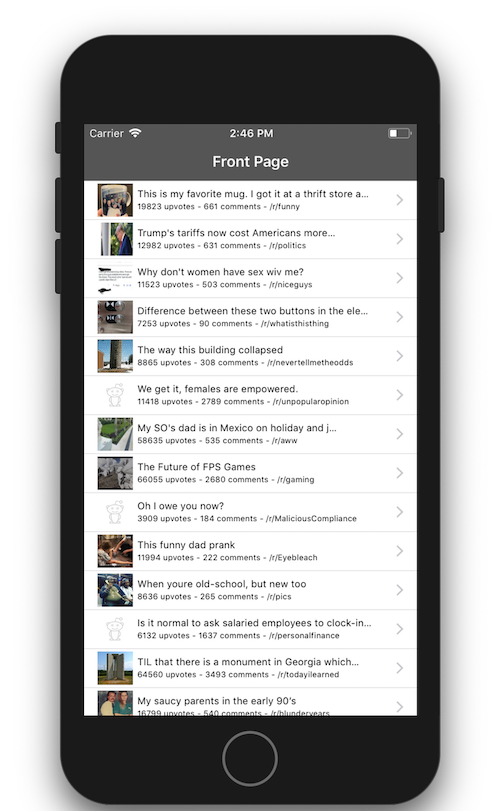 Carrier 2:46 PM
Front Page
This is my favorite mug. I got it at a thrift store a...
19823 upvotes - 661 comments - /r/funny
Trump's tariffs now cost Americans more...
12982 upvotes - 631 comments - /r/politics
Why don't women have sex wiv me?
11523 upvotes - 503 comments - /r/niceguys
Difference between these two buttons in the ele...
7253 upvotes - 90 comments - /r/whatisthisthing
The way this building collapsed
8865 upvotes - 308 comments - /r/nevertellmetheodds
We get it, females are empowered.
11418 upvotes - 2789 comments - /r/unpopularopinion
My SO's dad is in Mexico on holiday and j...
58635 upvotes - 535 comments - /r/aww
The Future of FPS Games
66055 upvotes - 2680 comments - /r/gaming
Oh I owe you now?
3909 upvotes - 184 comments - /r/MaliciousCompliance
This funny dad prank
11994 upvotes - 222 comments - /r/Eyebleach
When youre old-school, but new too
8636 upvotes - 265 comments - /r/pics
Is it normal to ask salaried employees to clock-in...
6132 upvotes - 1637 comments - /r/personalfinance
TIL that there is a monument in Georgia which...
64560 upvotes - 3493 comments - /r/todayilearned
My saucy parents in the early 90's
16799 upvotes - 540 comments - /r/blunderyears